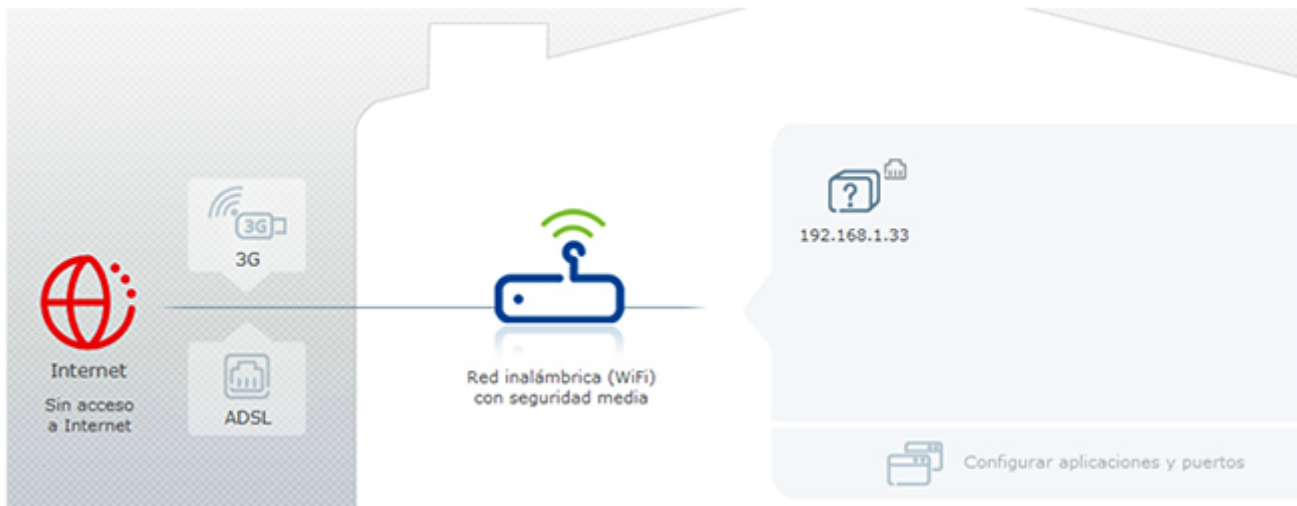 3G
3G
Internet
Sin acceso
a Internet
ADSL
Red inalámbrica (WiFi)
con seguridad media
?
192.168.1.33
Configurar aplicaciones y puertos